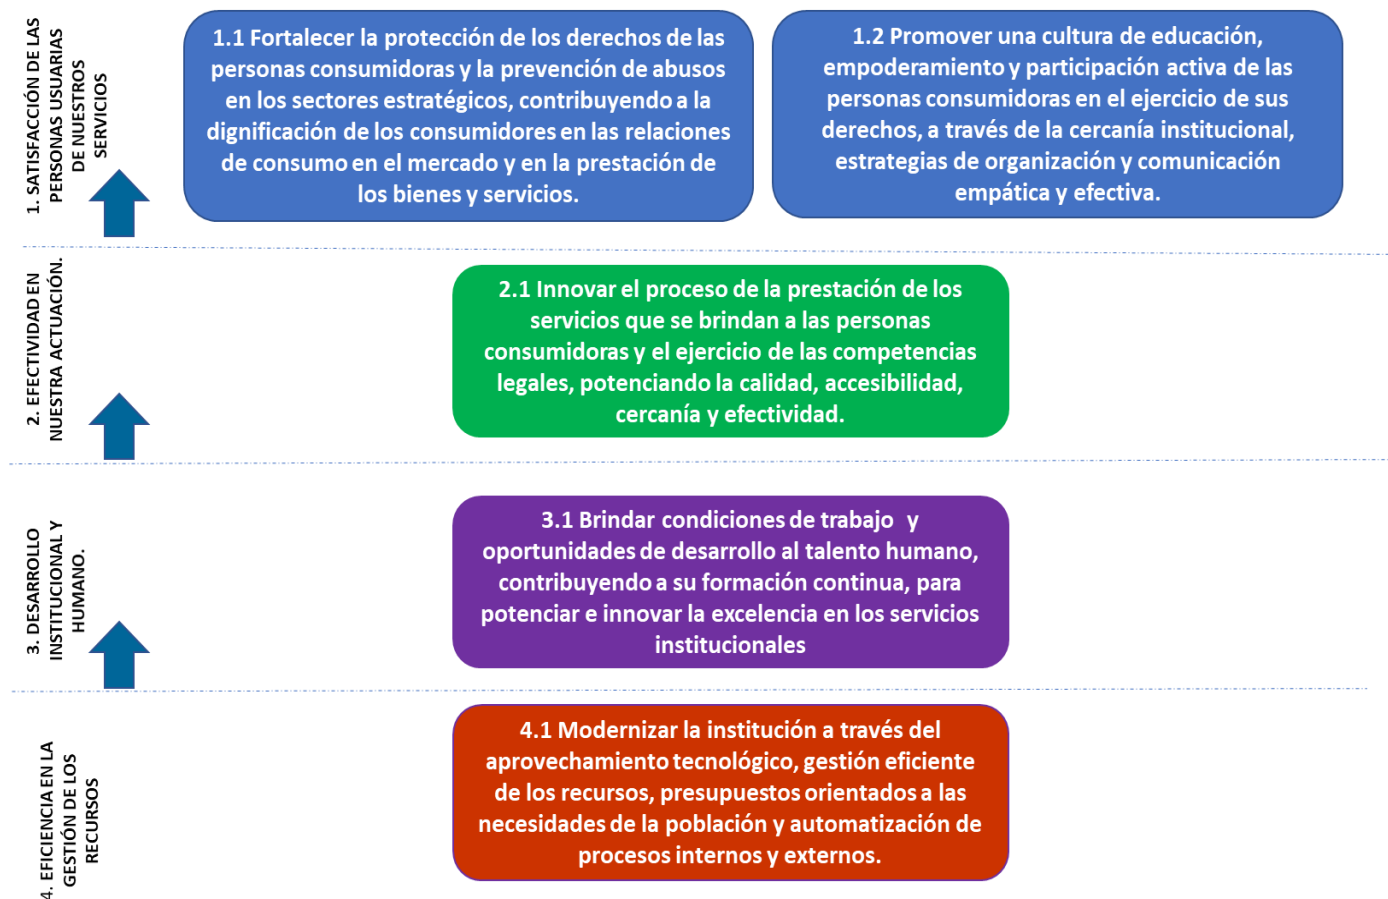 1. SATISFACCIÓN DE LAS
PERSONAS USUARIAS
DE NUESTROS
SERVICIOS
1.1 Fortalecer la protección de los derechos de las
personas consumidoras y la prevención de abusos
en los sectores estratégicos, contribuyendo a la
dignificación de los consumidores en las relaciones
de consumo en el mercado y en la prestación de
los bienes y servicios.
1.2 Promover una cultura de educación,
empoderamiento y participación activa de las
personas consumidoras en el ejercicio de sus
derechos, a través de la cercanía institucional,
estrategias de organización y comunicación
empática y efectiva.
2. EFECTIVIDAD EN
NUESTRA ACTUACIÓN.
2.1 Innovar el proceso de la prestación de los
servicios que se brindan a las personas
consumidoras y el ejercicio de las competencias
legales, potenciando la calidad, accesibilidad,
cercanía y efectividad.
3. DESARROLLO
INSTITUCIONAL Y
HUMANO.
3.1 Brindar condiciones de trabajo y
oportunidades de desarrollo al talento humano,
contribuyendo a su formación continua, para
potenciar e innovar la excelencia en los servicios
institucionales
4. EFICIENCIA EN LA
GESTIÓN DE LOS
RECURSOS
4.1 Modernizar la institución a través del
aprovechamiento tecnológico, gestión eficiente
de los recursos, presupuestos orientados a las
necesidades de la población y automatización de
procesos internos y externos.